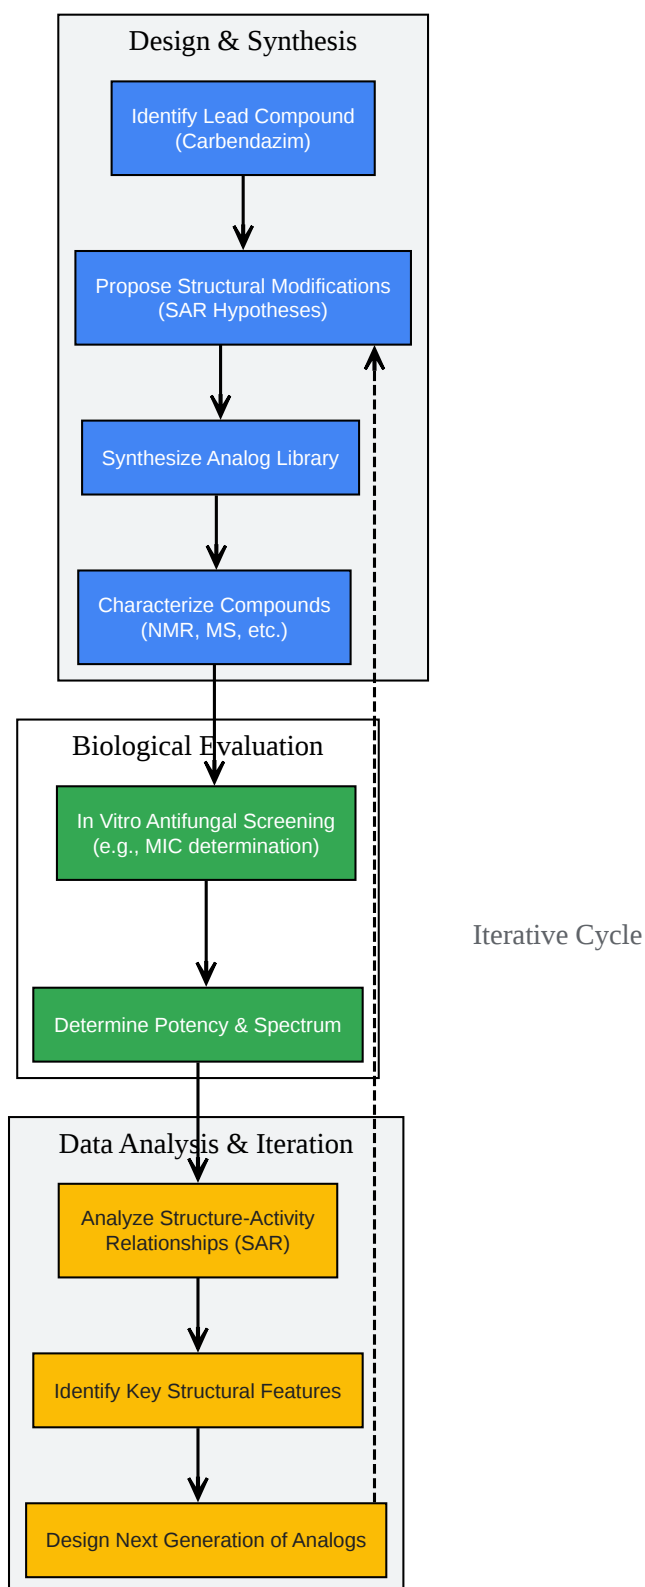 Design & Synthesis
Identify Lead Compound
(Carbendazim)
Propose Structural Modifications
(SAR Hypotheses)
Synthesize Analog Library
Characterize Compounds
(NMR, MS, etc.)
Biological Evaluation
In Vitro Antifungal Screening
(e.g., MIC determination)
Iterative Cycle
Determine Potency & Spectrum
Data Analysis & Iteration
Analyze Structure-Activity
Relationships (SAR)
Identify Key Structural Features
Design Next Generation of Analogs